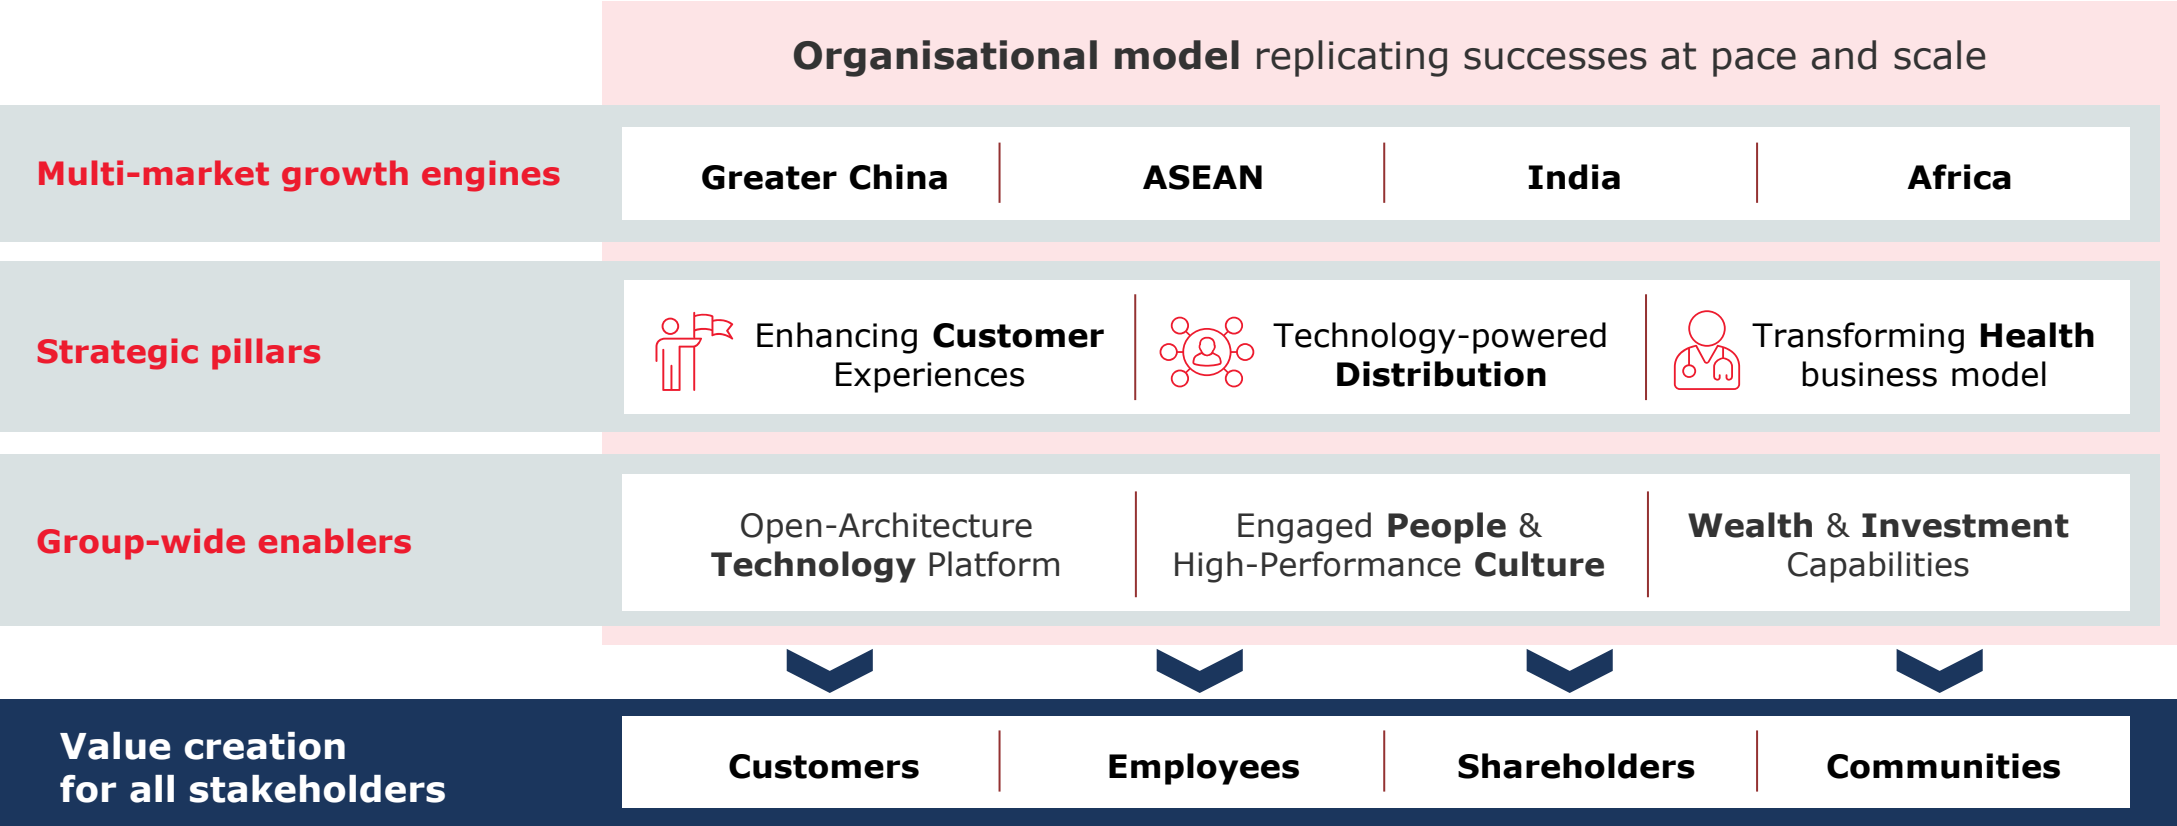 Organisational model replicating successes at pace and scale
Multi-market growth engines
Greater China
ASEAN
India
Africa
Strategic pillars
Enhancing Customer
Experiences
Technology-powered
Distribution
Transforming Health
business model
Group-wide enablers
Open-Architecture
Technology Platform
Engaged People &
High-Performance Culture
Wealth & Investment
Capabilities
Value creation
for all stakeholders
Customers
Employees
Shareholders
Communities